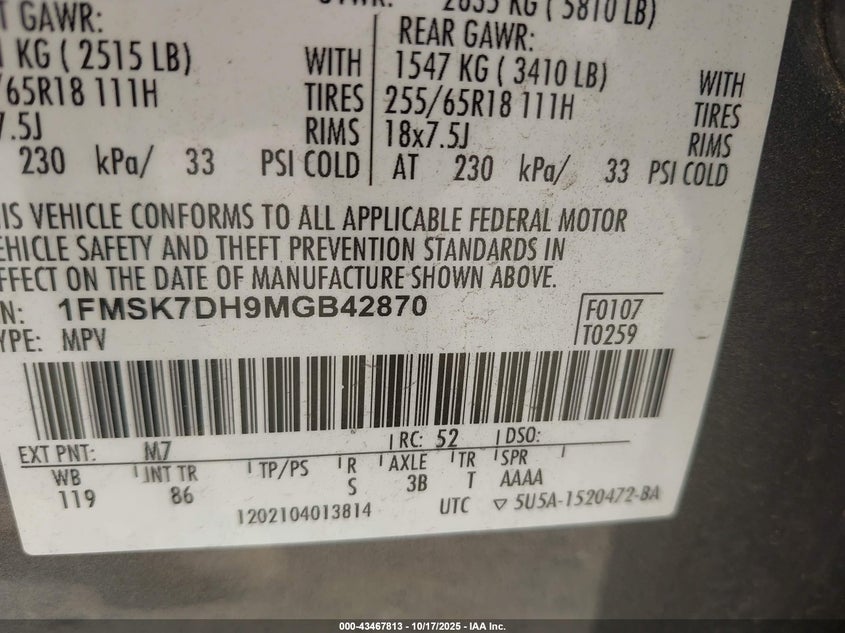 GAWR:
2635 KG ( 5810 LB)
KG ( 2515 LB) WITH
/65R18 111H TIRES
7.5J RIMS
230 kPa/ 33 PSI COLD
REAR GAWR:
1547 KG ( 3410 LB) WITH
255/65R18 111H TIRES
18x7.5J RIMS
AT 230 kPa/ 33 PSI COLD
VEHICLE CONFORMS TO ALL APPLICABLE FEDERAL MOTOR
SAFETY AND THEFT PREVENTION STANDARDS IN
ON THE DATE OF MANUFACTURE SHOWN ABOVE.
1FMSK7DH9MGB42870
MPV
F0107
T0259
EXT PNT: M7 RC: 52 DSO:
WB INT TR TP/PS R AXLE TR SPR
119 86 S 3B T AAAA
1202104013814 UTC ▽ 5U5A-1520472-BA
000-43467813 - 10/17/2025 - IAA Inc.